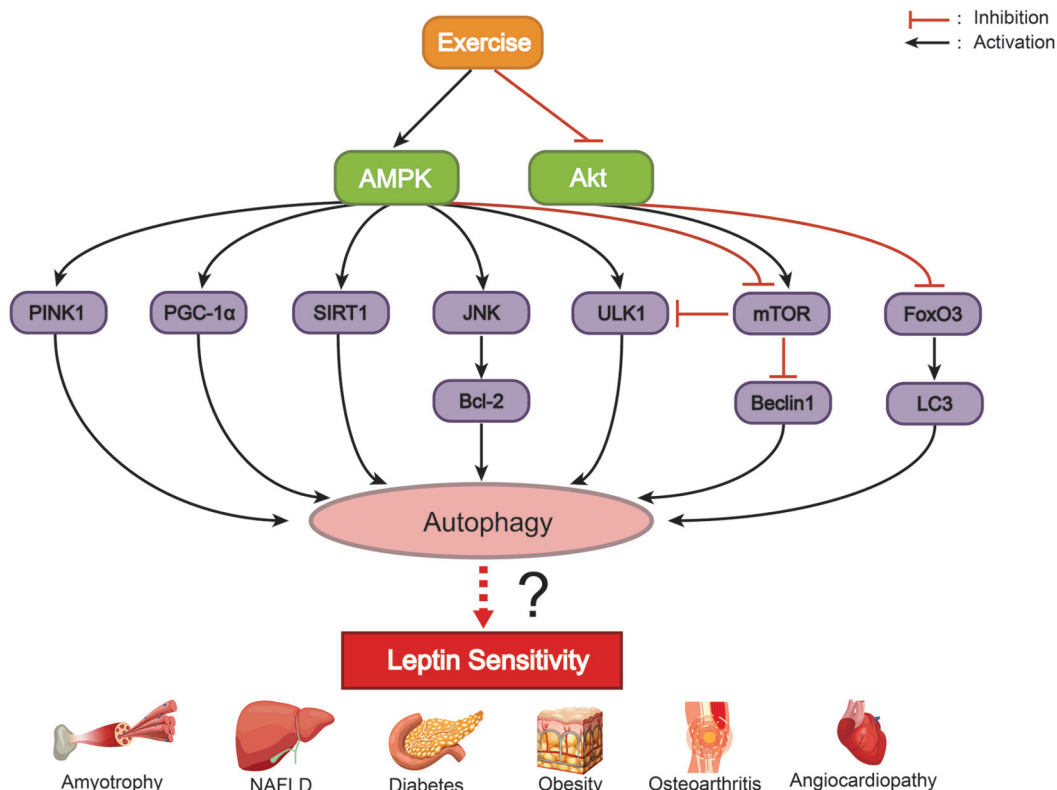 Exercise
: Inhibition
: Activation
AMPK
Akt
PINK1
PGC-1α
SIRT1
JNK
ULK1
mTOR
FoxO3
Bcl-2
Beclin1
LC3
Autophagy
?
Leptin Sensitivity
Amyotrophy
NAFLD
Diabetes
Obesity
Osteoarthritis
Angiocardiopathy